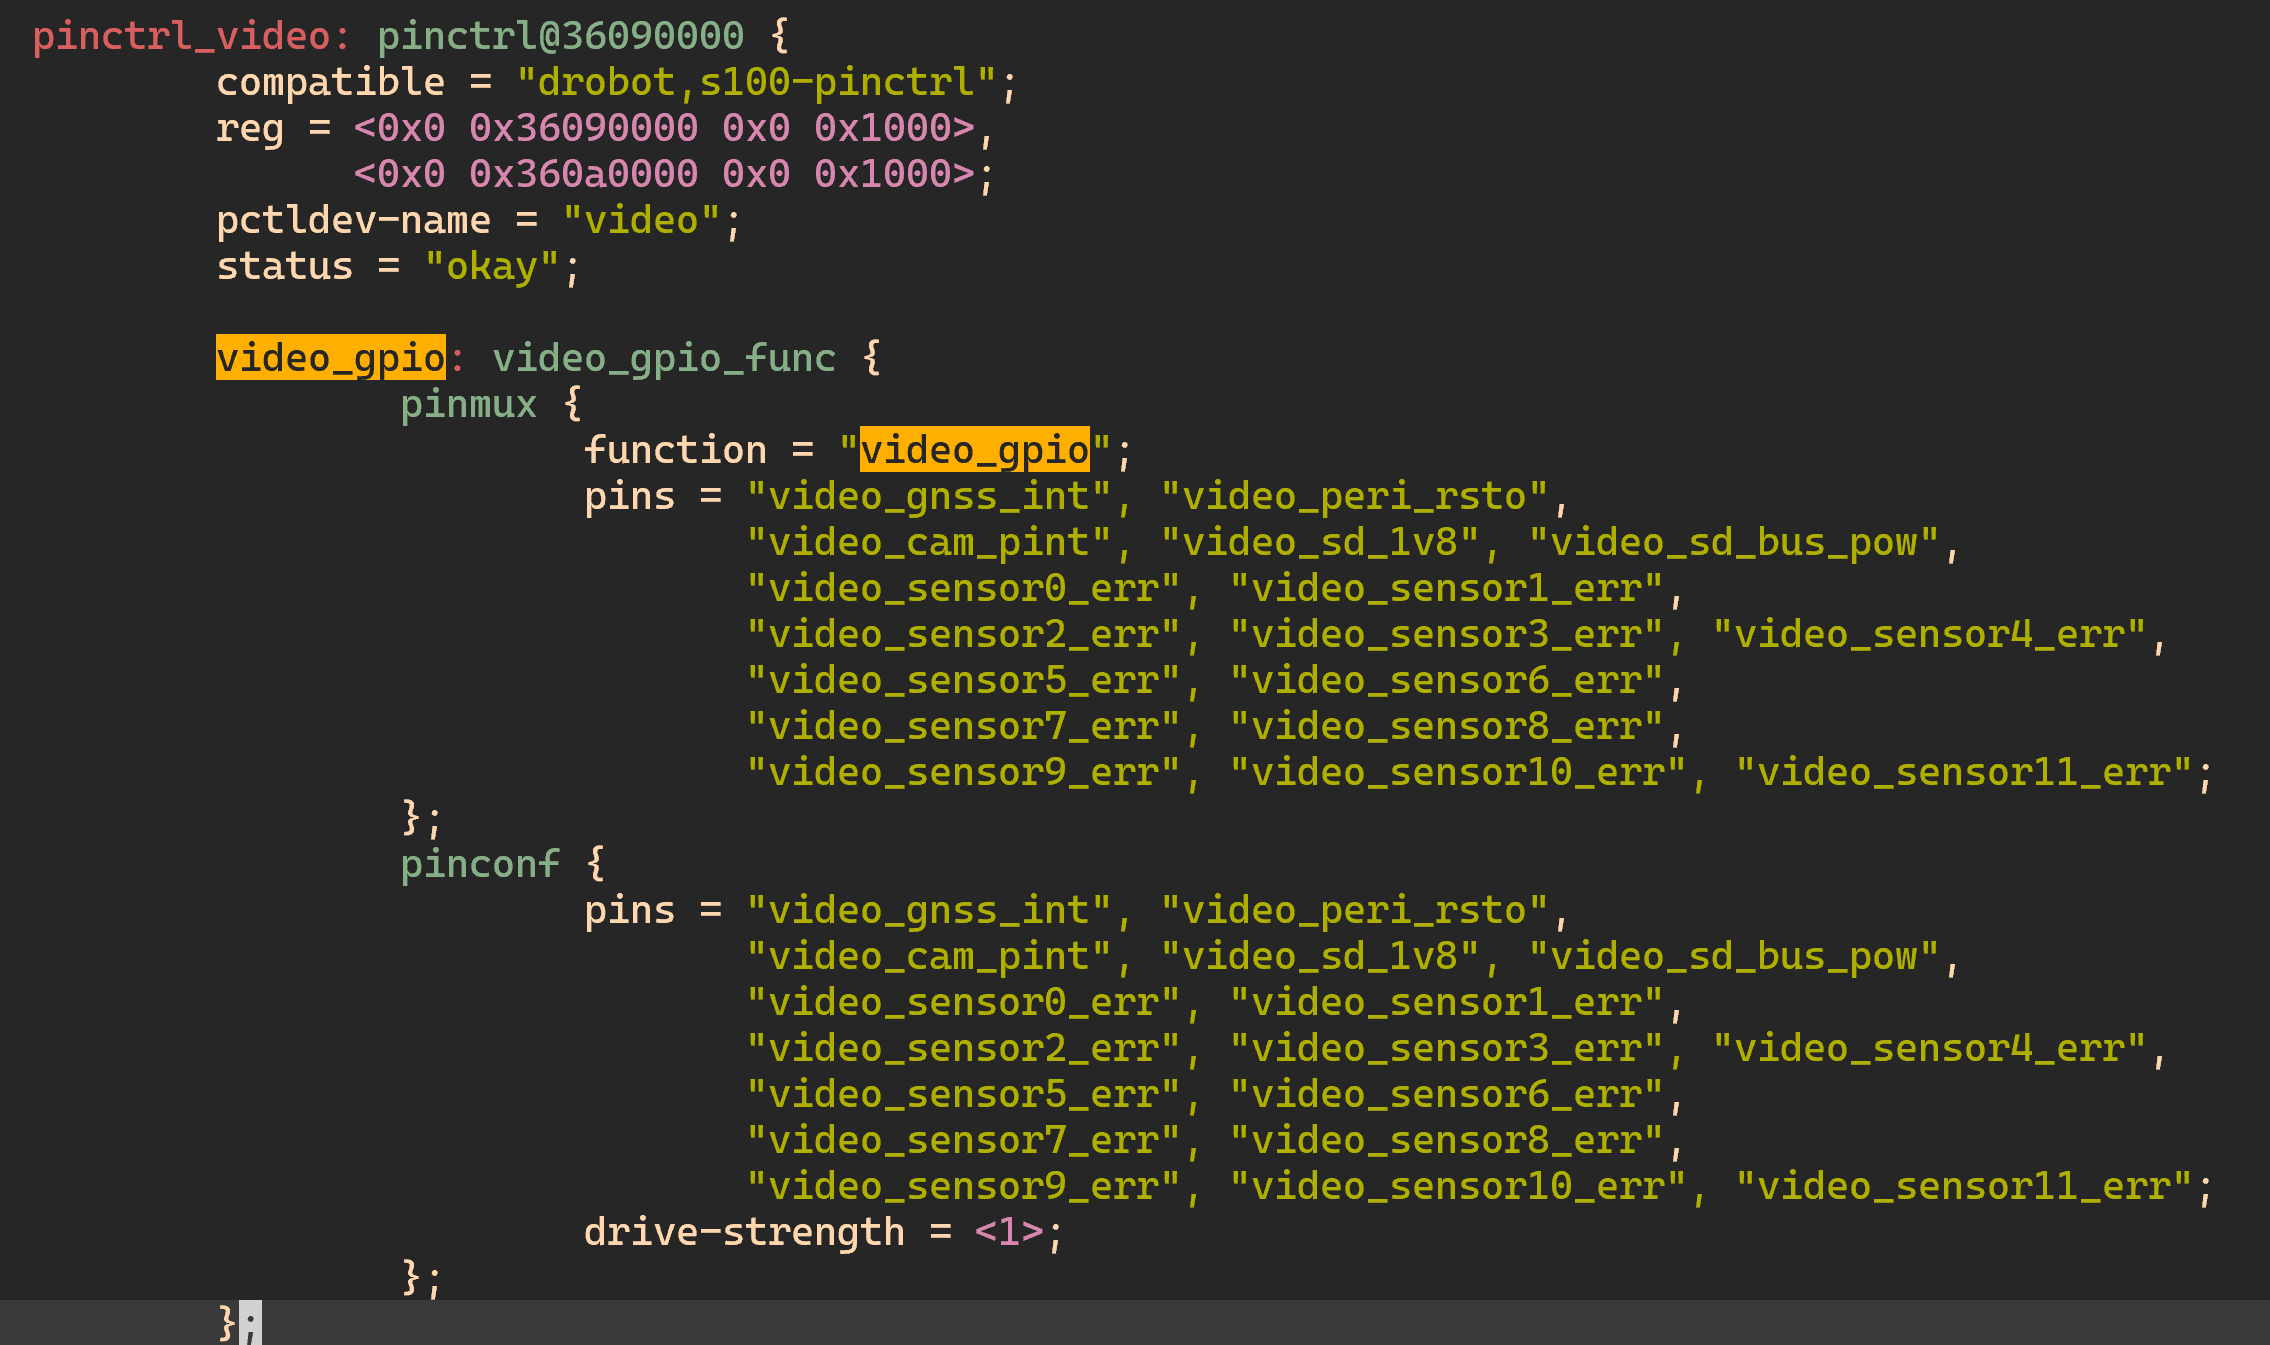 pinctrl_video: pinctrl@36090000 {
        compatible = "drobot,s100-pinctrl";
        reg = <0x0 0x36090000 0x0 0x1000>,
              <0x0 0x360a0000 0x0 0x1000>;
        pctldev-name = "video";
        status = "okay";

        video_gpio: video_gpio_func {
                pinmux {
                        function = "video_gpio";
                        pins = "video_gnss_int", "video_peri_rsto",
                               "video_cam_pint", "video_sd_1v8", "video_sd_bus_pow",
                               "video_sensor0_err", "video_sensor1_err",
                               "video_sensor2_err", "video_sensor3_err", "video_sensor4_err",
                               "video_sensor5_err", "video_sensor6_err",
                               "video_sensor7_err", "video_sensor8_err",
                               "video_sensor9_err", "video_sensor10_err", "video_sensor11_err";
                };
                pinconf {
                        pins = "video_gnss_int", "video_peri_rsto",
                               "video_cam_pint", "video_sd_1v8", "video_sd_bus_pow",
                               "video_sensor0_err", "video_sensor1_err",
                               "video_sensor2_err", "video_sensor3_err", "video_sensor4_err",
                               "video_sensor5_err", "video_sensor6_err",
                               "video_sensor7_err", "video_sensor8_err",
                               "video_sensor9_err", "video_sensor10_err", "video_sensor11_err";
                        drive-strength = <1>;
                };
        };